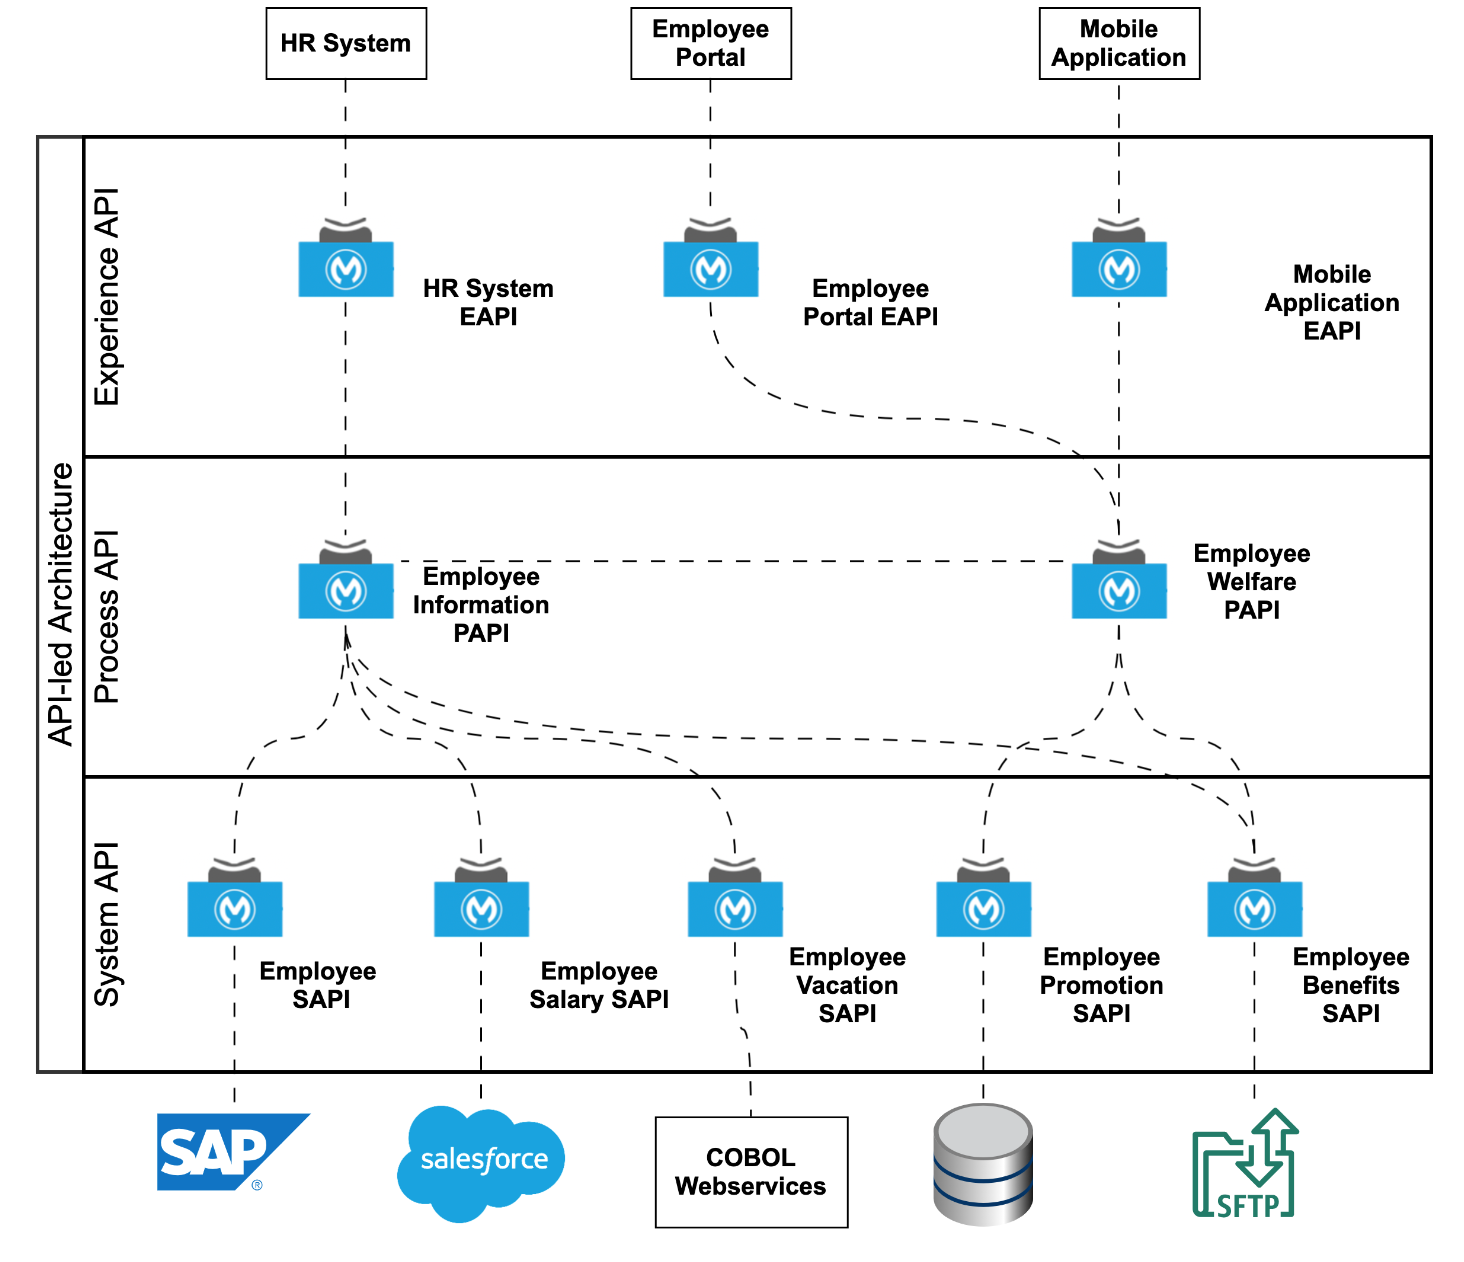 HR System
Employee
Portal
Mobile
Application
API-led Architecture
Experience API
HR System
EAPI
Employee
Portal EAPI
Mobile
Application
EAPI
Process API
Employee
Information
PAPI
Employee
Welfare
PAPI
System API
Employee
SAPI
Employee
Salary SAPI
Employee
Vacation
SAPI
Employee
Promotion
SAPI
Employee
Benefits
SAPI
SAP
®
salesforce
COBOL
Webservices
SFTP